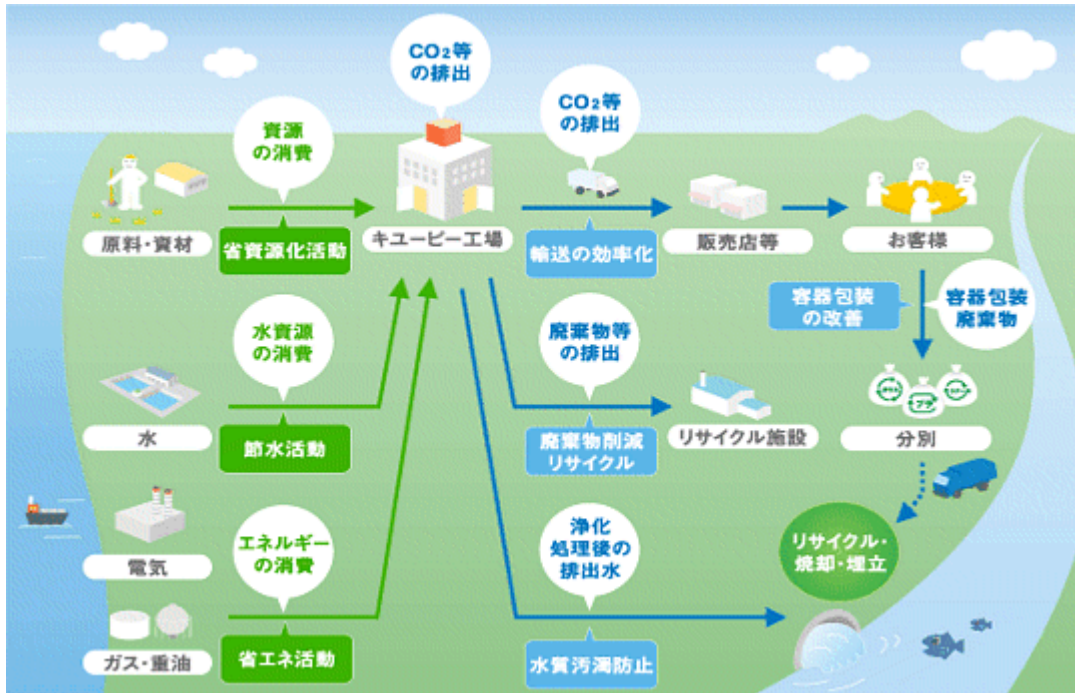 CO2等
の排出
CO2等
の排出
資源
の消費
原料・資材
省資源化活動
キユーピー工場
輸送の効率化
販売店等
お客様
容器包装
の改善
容器包装
廃棄物
水資源
の消費
廃棄物等
の排出
水
節水活動
廃棄物削減
リサイクル
リサイクル施設
プラ
分別
電気
エネルギー
の消費
浄化
処理後の
排出水
リサイクル・
焼却・埋立
ガス・重油
省エネ活動
水質汚濁防止